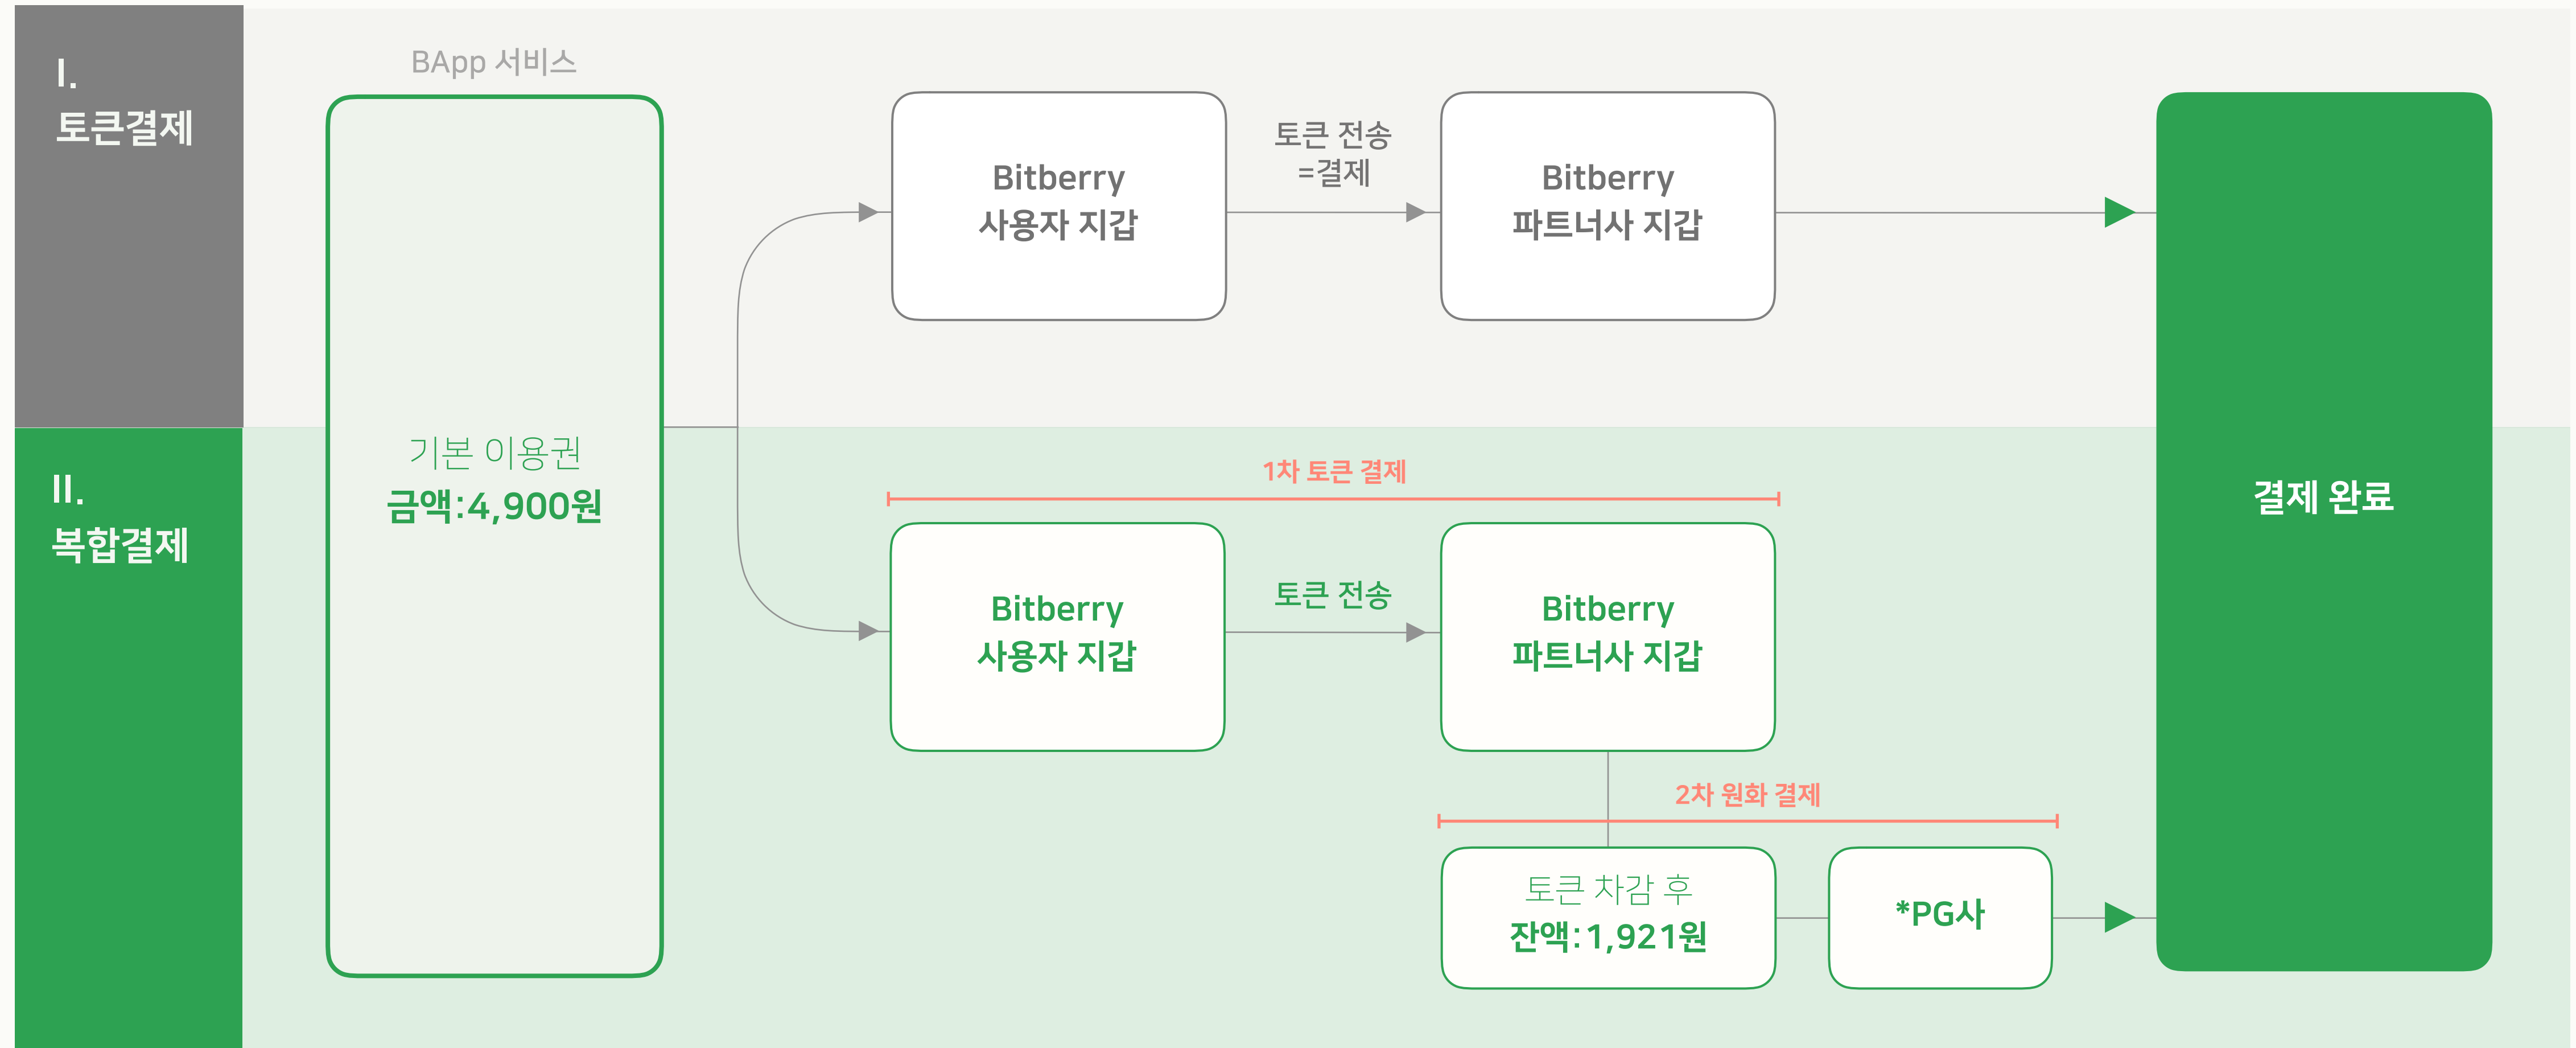 I.
토큰결제
BApp 서비스
Bitberry
사용자 지갑
토큰 전송
=결제
Bitberry
파트너사 지갑
기본 이용권
금액:4,900원
결제 완료
II.
복합결제
1차 토큰 결제
Bitberry
사용자 지갑
토큰 전송
Bitberry
파트너사 지갑
2차 원화 결제
토큰 차감 후
잔액:1,921원
*PG사